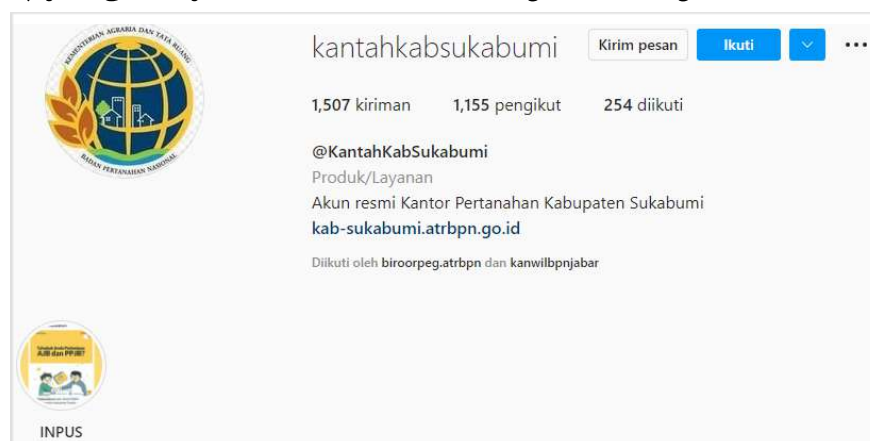 KEMENTERIAN AGRARIA DAN TATA RUANG
BADAN PERTANAHAN NASIONAL
kantahkabsukabumi Kirim pesan Ikuti
1,507 kiriman 1,155 pengikut 254 diikuti
@KantahKabSukabumi
Produk/Layanan
Akun resmi Kantor Pertanahan Kabupaten Sukabumi
kab-sukabumi.atrbpn.go.id
Diikuti oleh biroorpeg.atrbpn dan kanwilbpnjabar
AJB dan PPJB?
INPUS